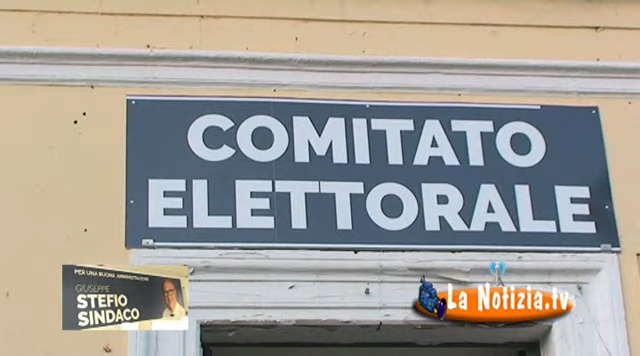 COMITATO
ELETTORALE
PER UNA BUONA AMMINISTRAZIONE
GIUSEPPE
STEFIO
SINDACO
La Notizia.tv